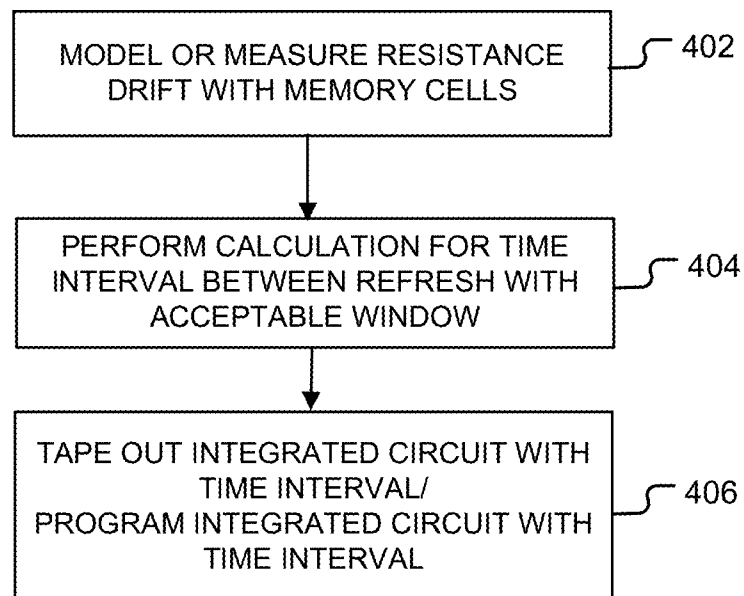 MODEL OR MEASURE RESISTANCE
DRIFT WITH MEMORY CELLS
402
PERFORM CALCULATION FOR TIME
INTERVAL BETWEEN REFRESH WITH
ACCEPTABLE WINDOW
404
TAPE OUT INTEGRATED CIRCUIT WITH
TIME INTERVAL/
PROGRAM INTEGRATED CIRCUIT WITH
TIME INTERVAL
406